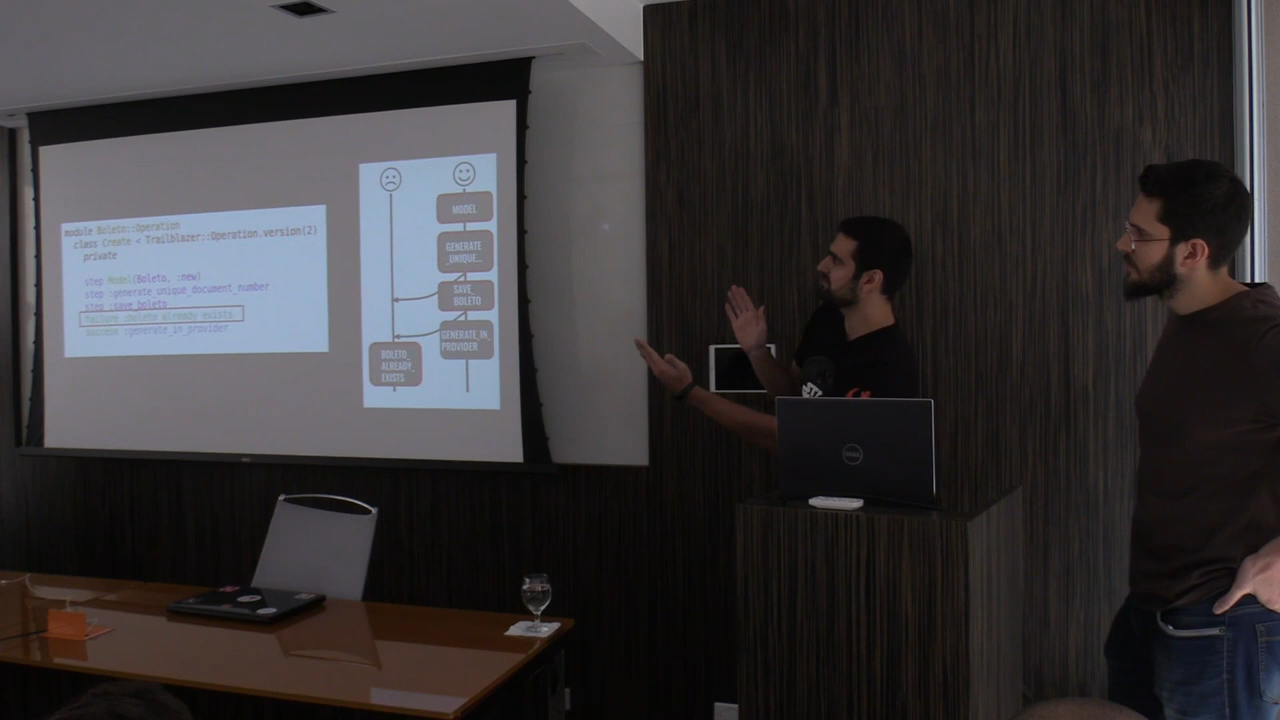 module Boleto::Operation
class Create < Trailblazer::Operation.version(2)
private
step Model(Boleto, :new)
step :generate_unique_document_number
step :save_boleto
failure :boleto_already_exists
success :generate_in_provider
MODEL
GENERATE
_UNIQUE_
SAVE_
BOLETO
GENERATE_IN_
PROVIDER
BOLETO_
ALREADY_
EXISTS
DELL